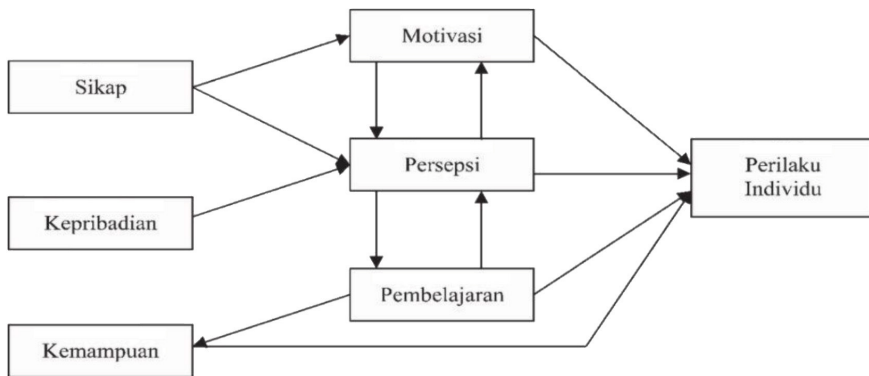 Motivasi
Sikap
Persepsi
Perilaku
Individu
Kepribadian
Pembelajaran
Kemampuan